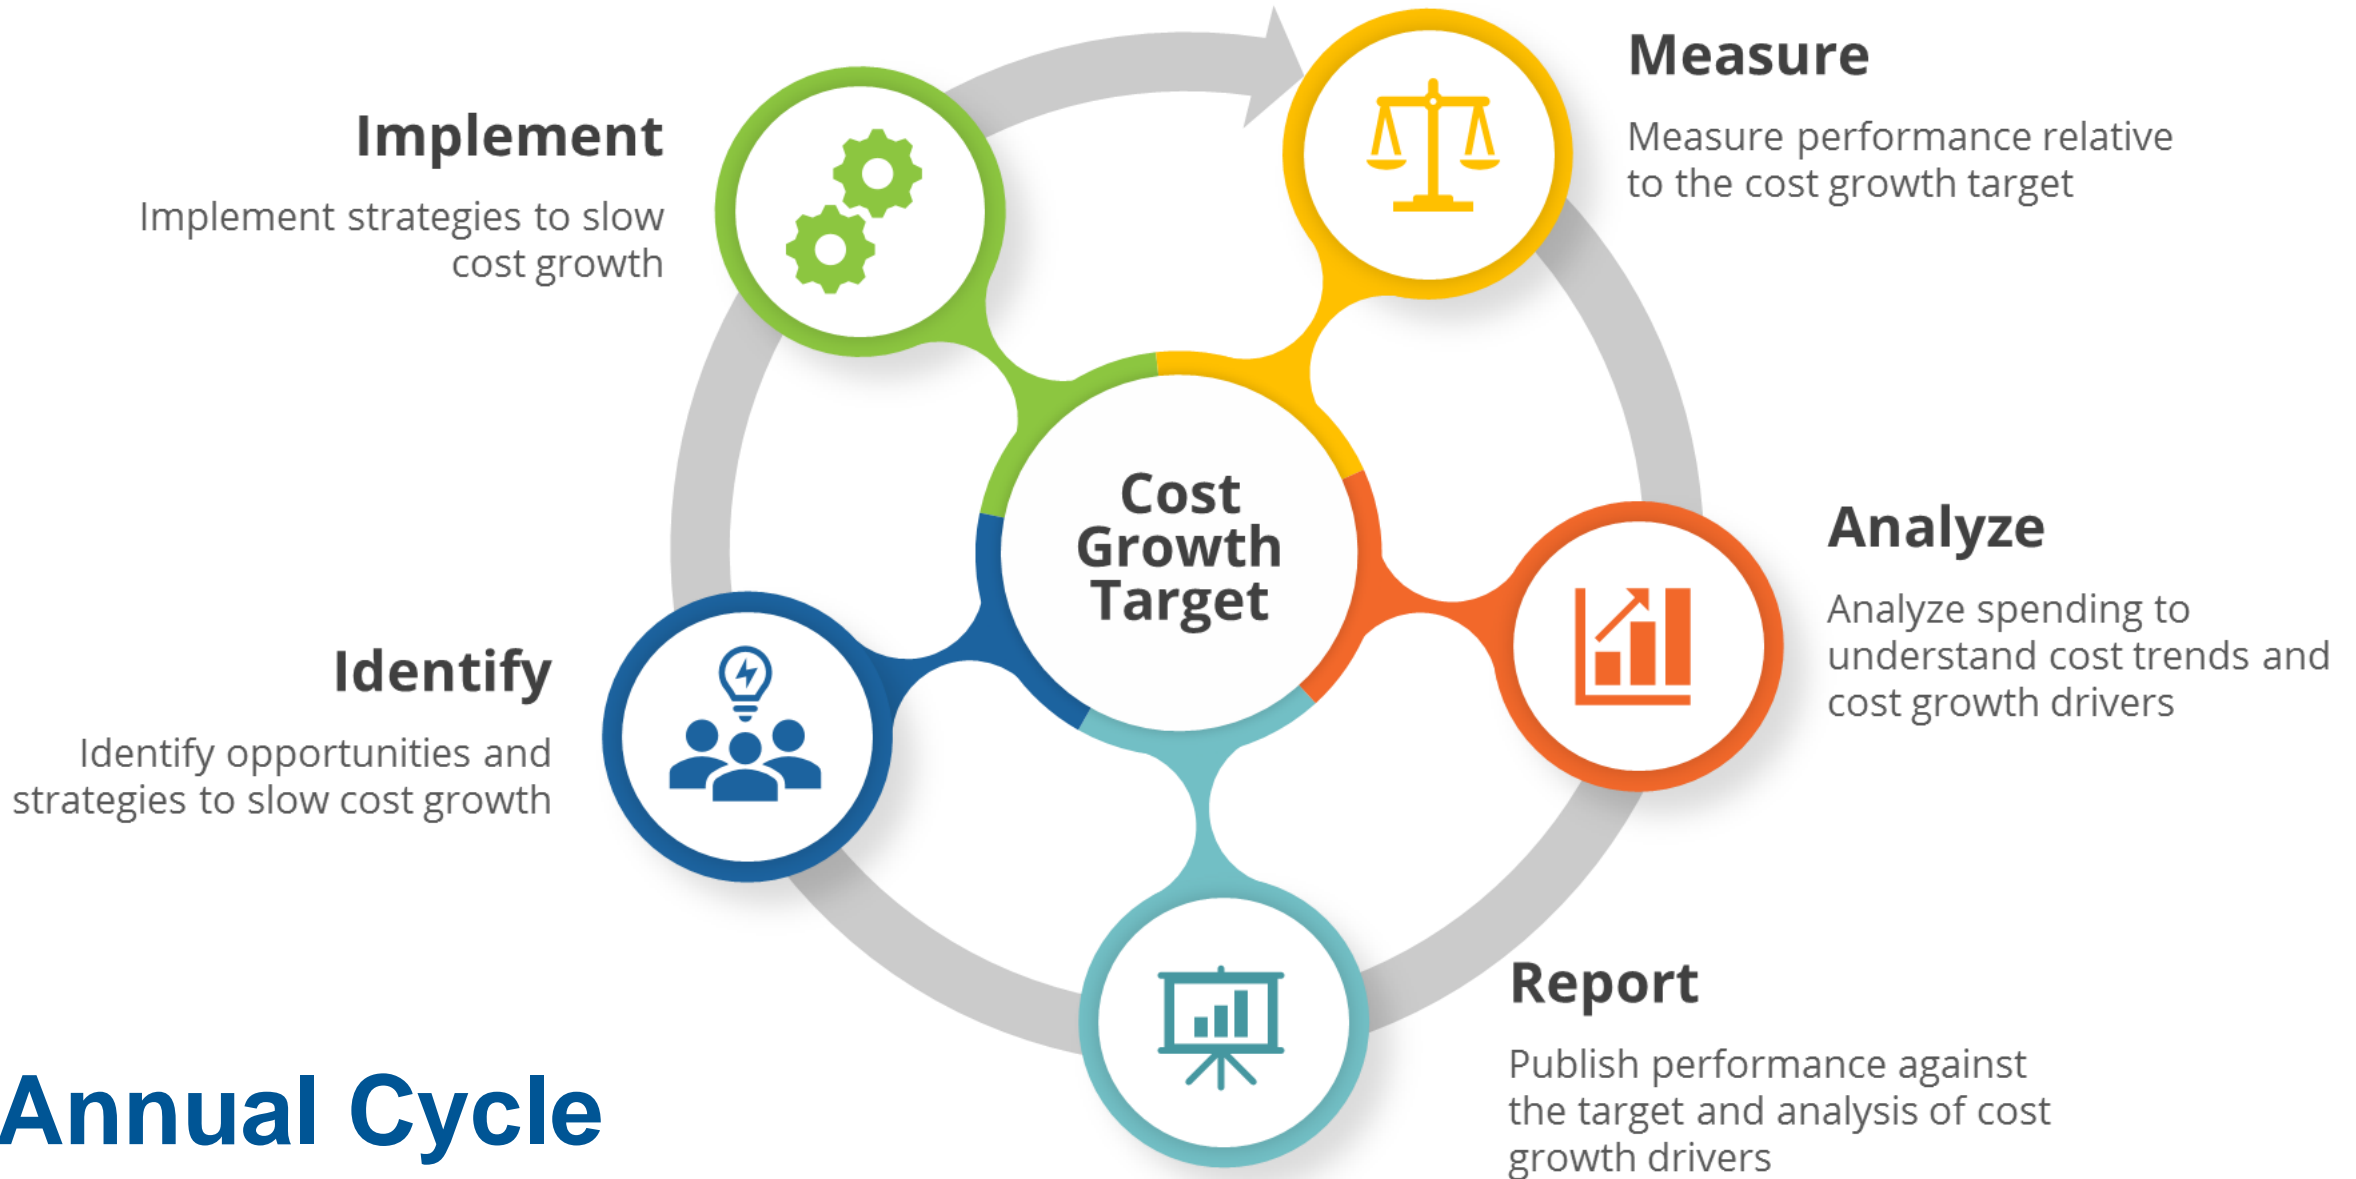 Measure
Measure performance relative
to the cost growth target
Analyze
Analyze spending to
understand cost trends and
cost growth drivers
Report
Publish performance against
the target and analysis of cost
growth drivers
Identify
Identify opportunities and
strategies to slow cost growth
Implement
Implement strategies to slow
cost growth
Cost
Growth
Target
Annual Cycle